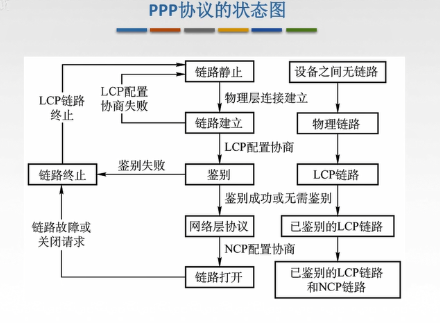 PPP协议的状态图
链路静止
设备之间无链路
LCP链路
终止
LCP配置
协商失败
物理层连接建立
链路建立
物理链路
LCP配置协商
链路终止
鉴别失败
鉴别
LCP链路
鉴别成功或无需鉴别
链路故障或
关闭请求
网络层协议
已鉴别的LCP链路
NCP配置协商
链路打开
已鉴别的LCP链路
和NCP链路